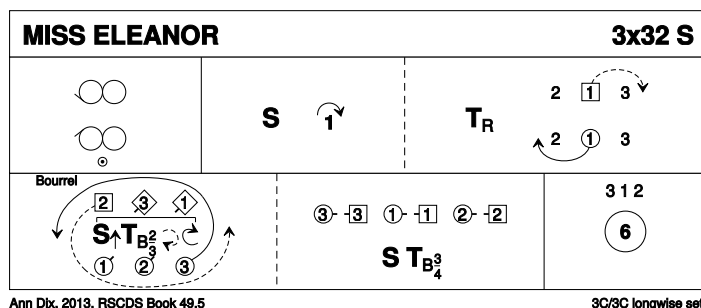 MISS ELEANOR 3x32 S
S 1 T R
2 1 3
2 1 3
Bourrel
2 3 1
S T B 2/3
1 2 3
3 3 1 1 2 2
S T B 3/4
3 1 2
6
Ann Dix, 2013, RSCDS Book 49.5 3C/3C longwise set